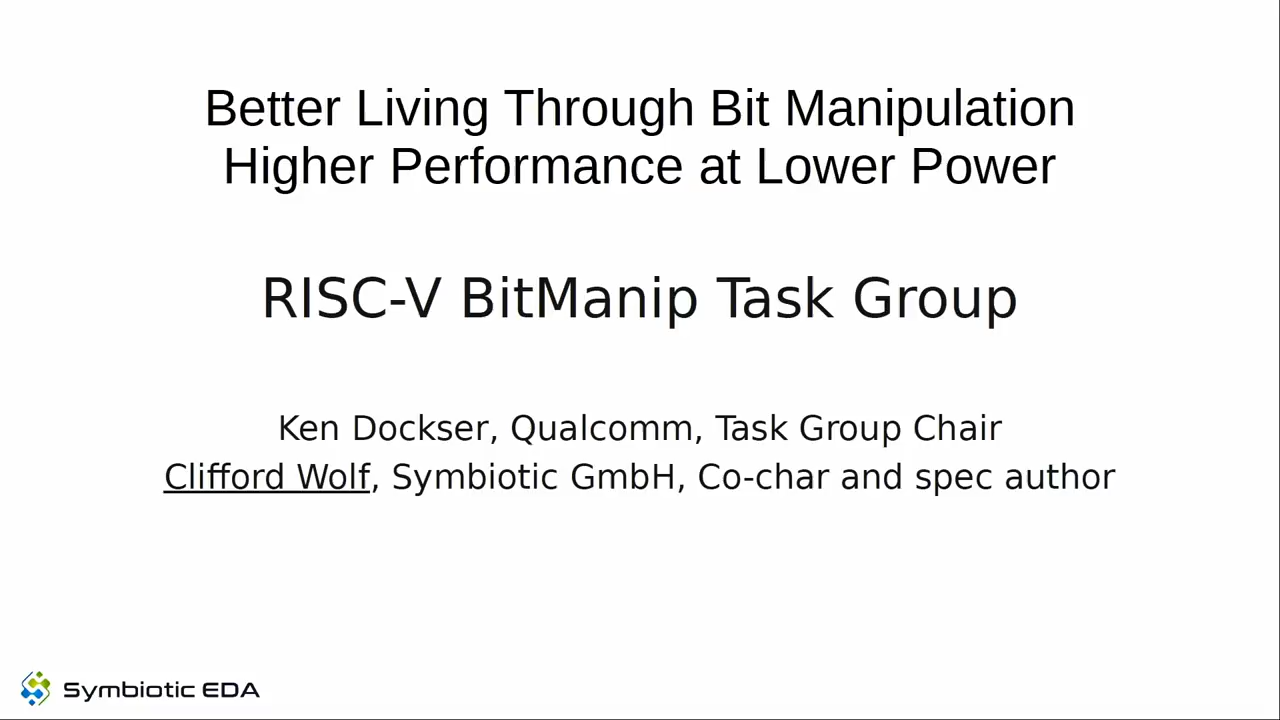 Better Living Through Bit Manipulation
Higher Performance at Lower Power
RISC-V BitManip Task Group
Ken Dockser, Qualcomm, Task Group Chair
Clifford Wolf, Symbiotic GmbH, Co-char and spec author
Symbiotic EDA